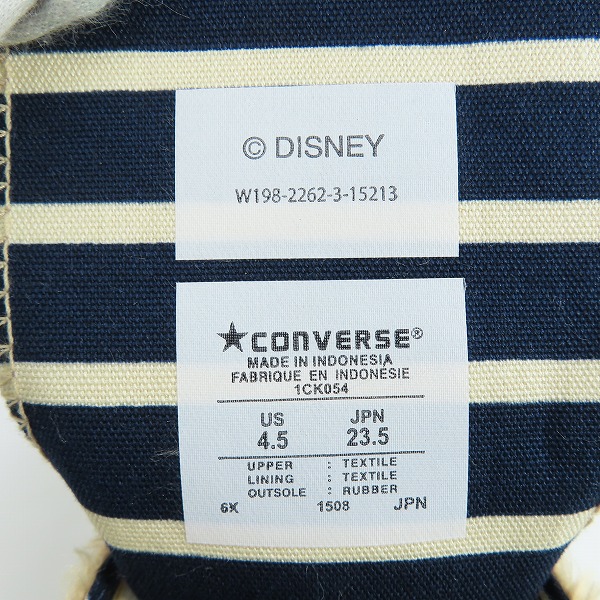 © DISNEY
W198-2262-3-15213
★CONVERSE®
MADE IN INDONESIA
FABRIQUE EN INDONESIE
1CK054
US JPN
4.5 23.5
UPPER : TEXTILE
LINING : TEXTILE
OUTSOLE : RUBBER
6X 1508 JPN